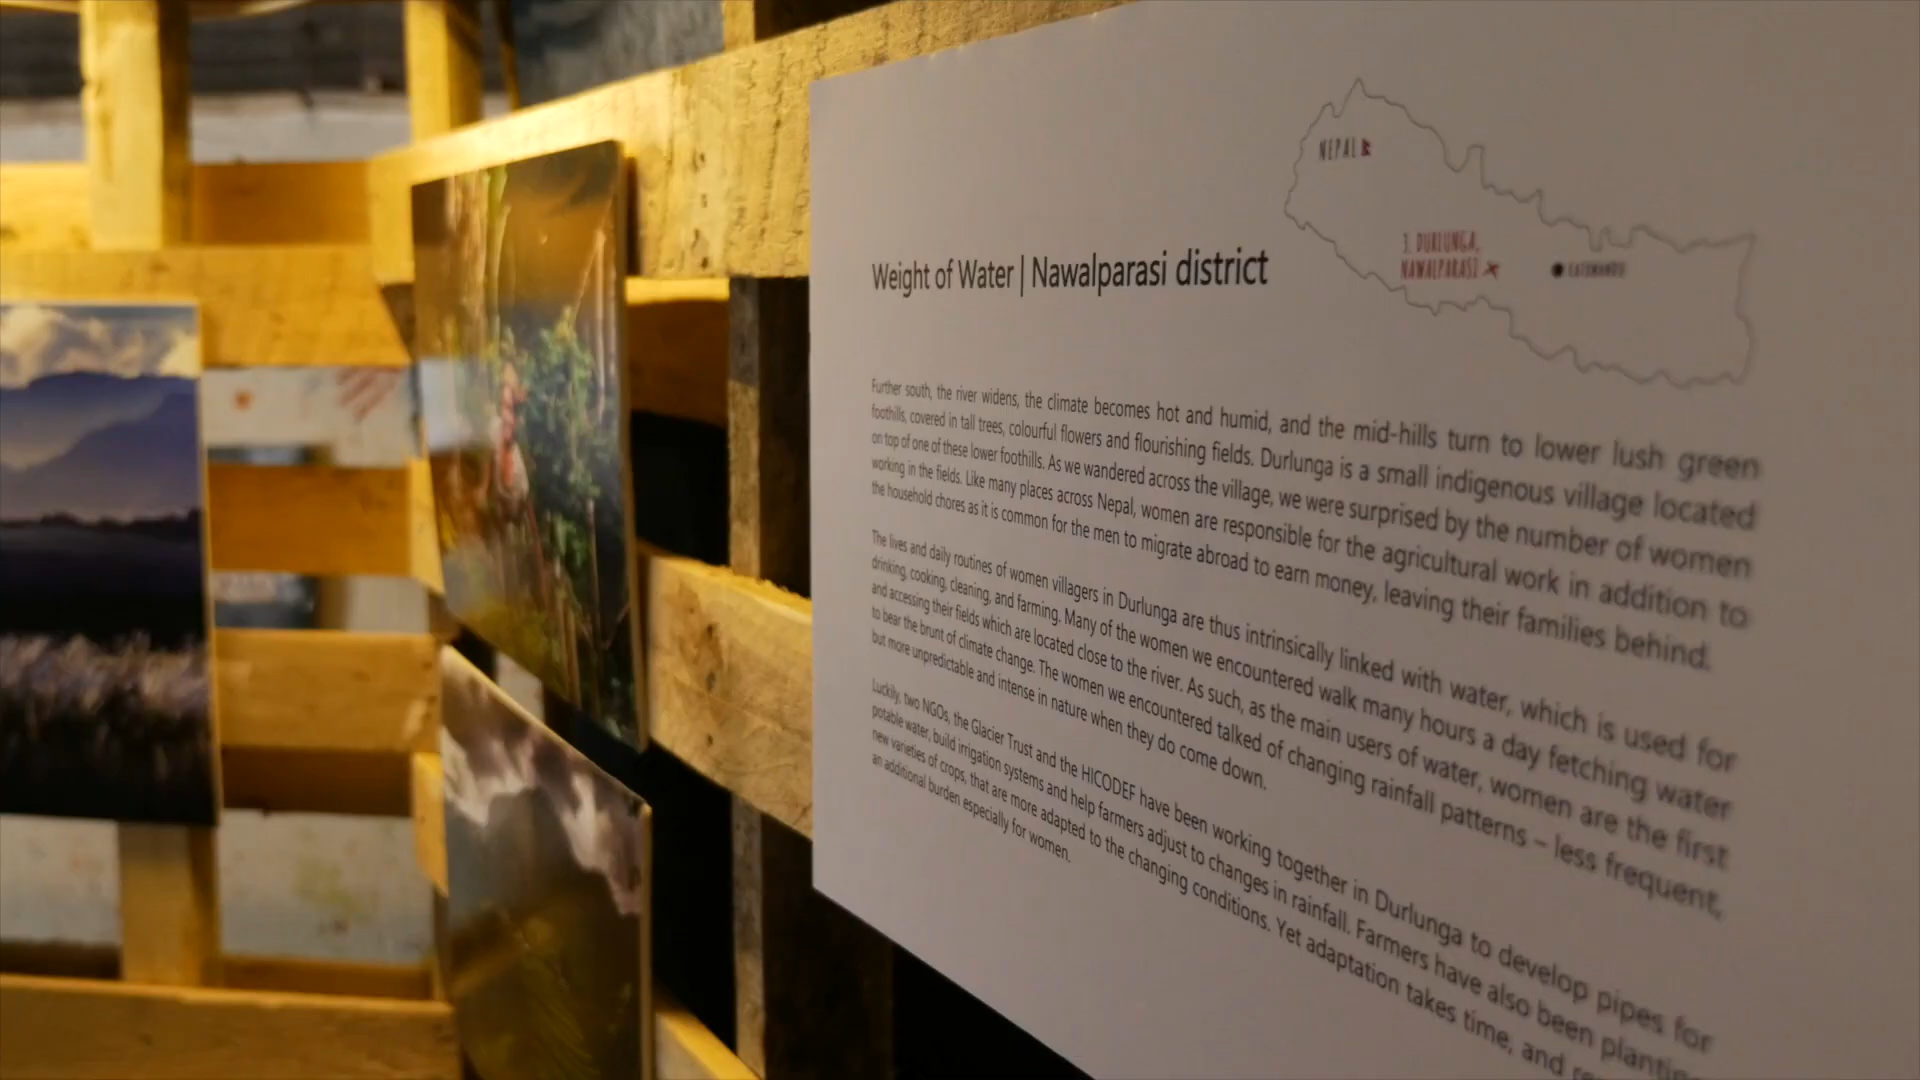 NEPAL
3. DURLUNGA,
NAWALPARASI
KATHMANDU
Weight of Water | Nawalparasi district
Further south, the river widens, the climate becomes hot and humid, and the mid-hills turn to lower lush green
foothills, covered in tall trees, colourful flowers and flourishing fields. Durlunga is a small indigenous village located
on top of one of these lower foothills. As we wandered across the village, we were surprised by the number of women
working in the fields. Like many places across Nepal, women are responsible for the agricultural work in addition to
the household chores as it is common for the men to migrate abroad to earn money, leaving their families behind.
The lives and daily routines of women villagers in Durlunga are thus intrinsically linked with water, which is used for
drinking, cooking, cleaning, and farming. Many of the women we encountered walk many hours a day fetching water
and accessing their fields which are located close to the river. As such, as the main users of water, women are the first
to bear the brunt of climate change. The women we encountered talked of changing rainfall patterns – less frequent,
but more unpredictable and intense in nature when they do come down.
Luckily, two NGOs, the Glacier Trust and the HICODEF have been working together in Durlunga to develop pipes for
potable water, build irrigation systems and help farmers adjust to changes in rainfall. Farmers have also been planting
new varieties of crops, that are more adapted to the changing conditions. Yet adaptation takes time, and
an additional burden especially for women.